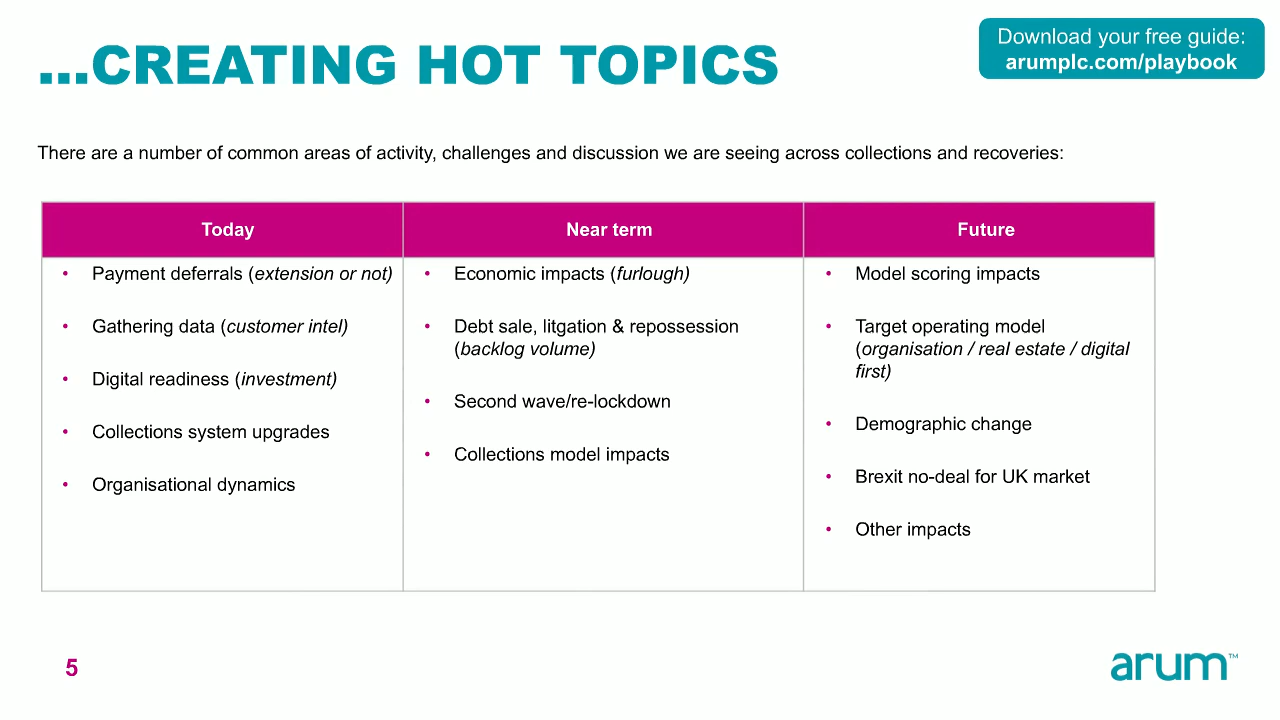 ...CREATING HOT TOPICS
Download your free guide:
arumplc.com/playbook
There are a number of common areas of activity, challenges and discussion we are seeing across collections and recoveries:
Today
• Payment deferrals (extension or not)
• Gathering data (customer intel)
• Digital readiness (investment)
• Collections system upgrades
• Organisational dynamics
Near term
• Economic impacts (furlough)
• Debt sale, litgation & repossession
(backlog volume)
• Second wave/re-lockdown
• Collections model impacts
Future
• Model scoring impacts
• Target operating model
(organisation / real estate / digital
first)
• Demographic change
• Brexit no-deal for UK market
• Other impacts
5
arum™